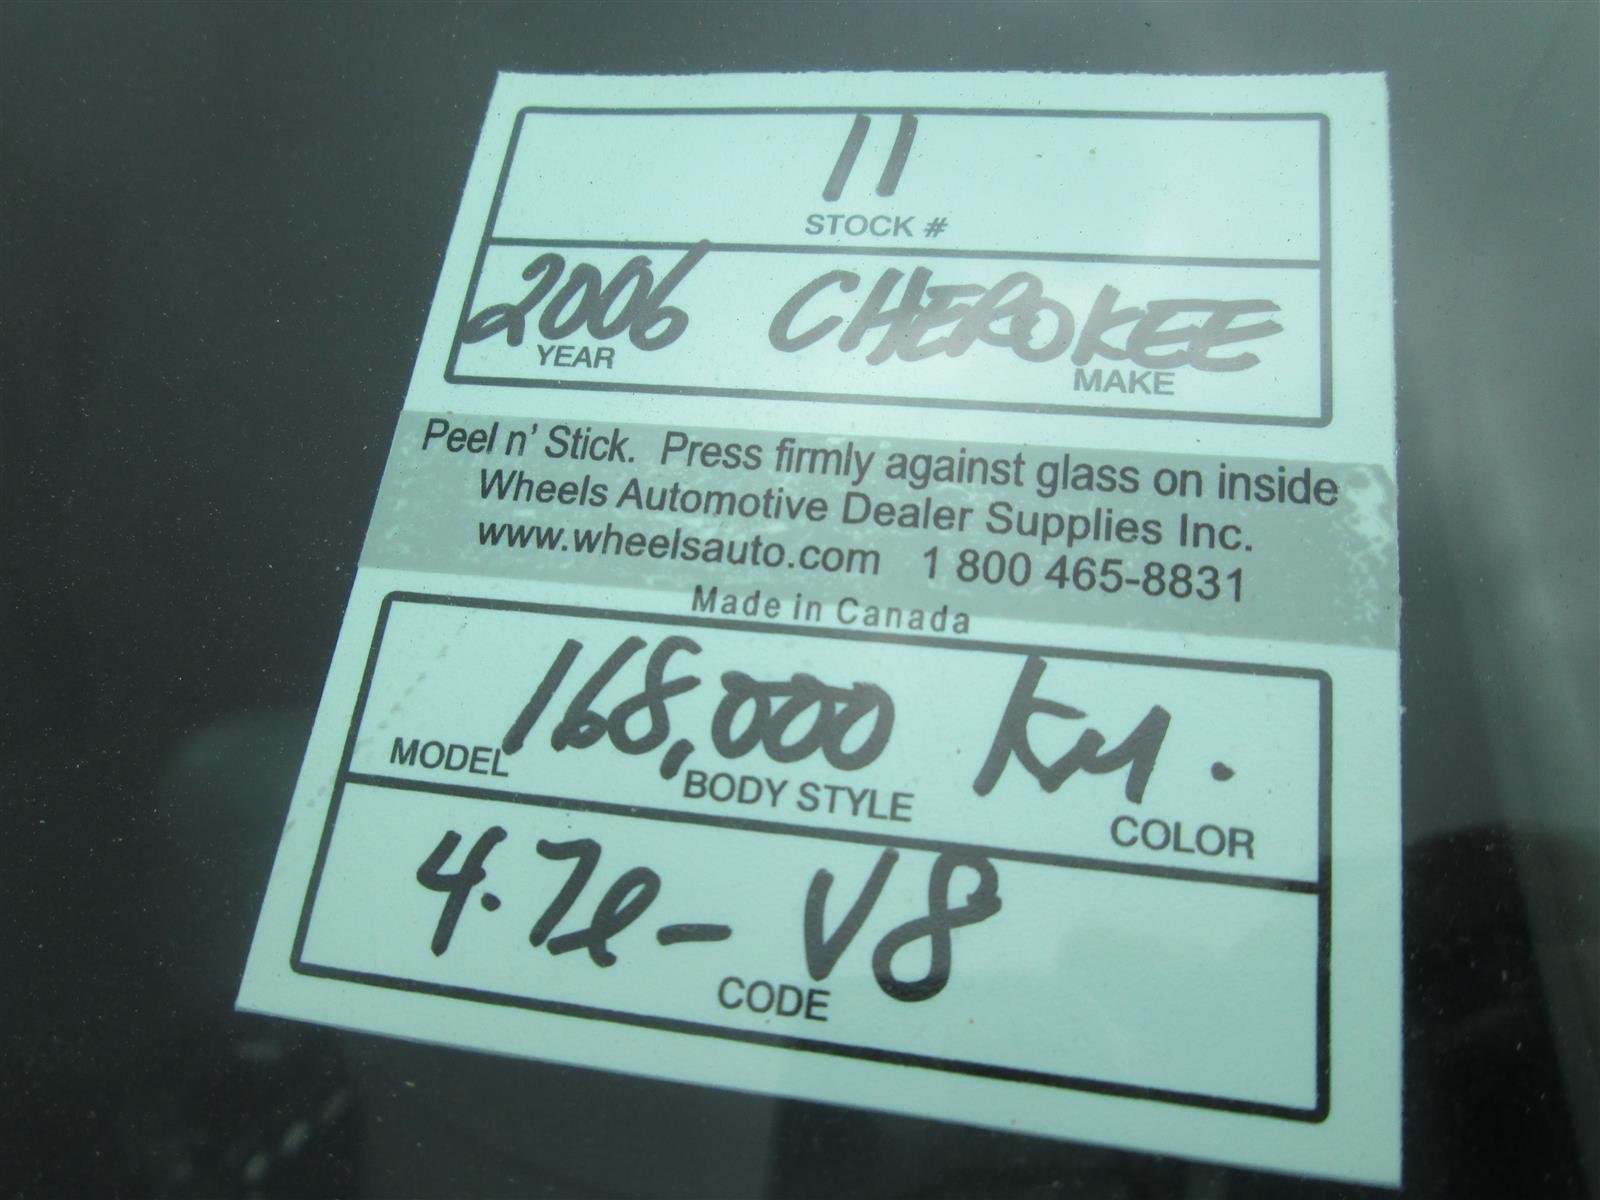 11
STOCK #
2006 CHEROKEE
YEAR MAKE
Peel n' Stick. Press firmly against glass on inside
Wheels Automotive Dealer Supplies Inc.
www.wheelsauto.com 1 800 465-8831
Made in Canada
168,000 KM.
MODEL BODY STYLE COLOR
4.7l - V8
CODE